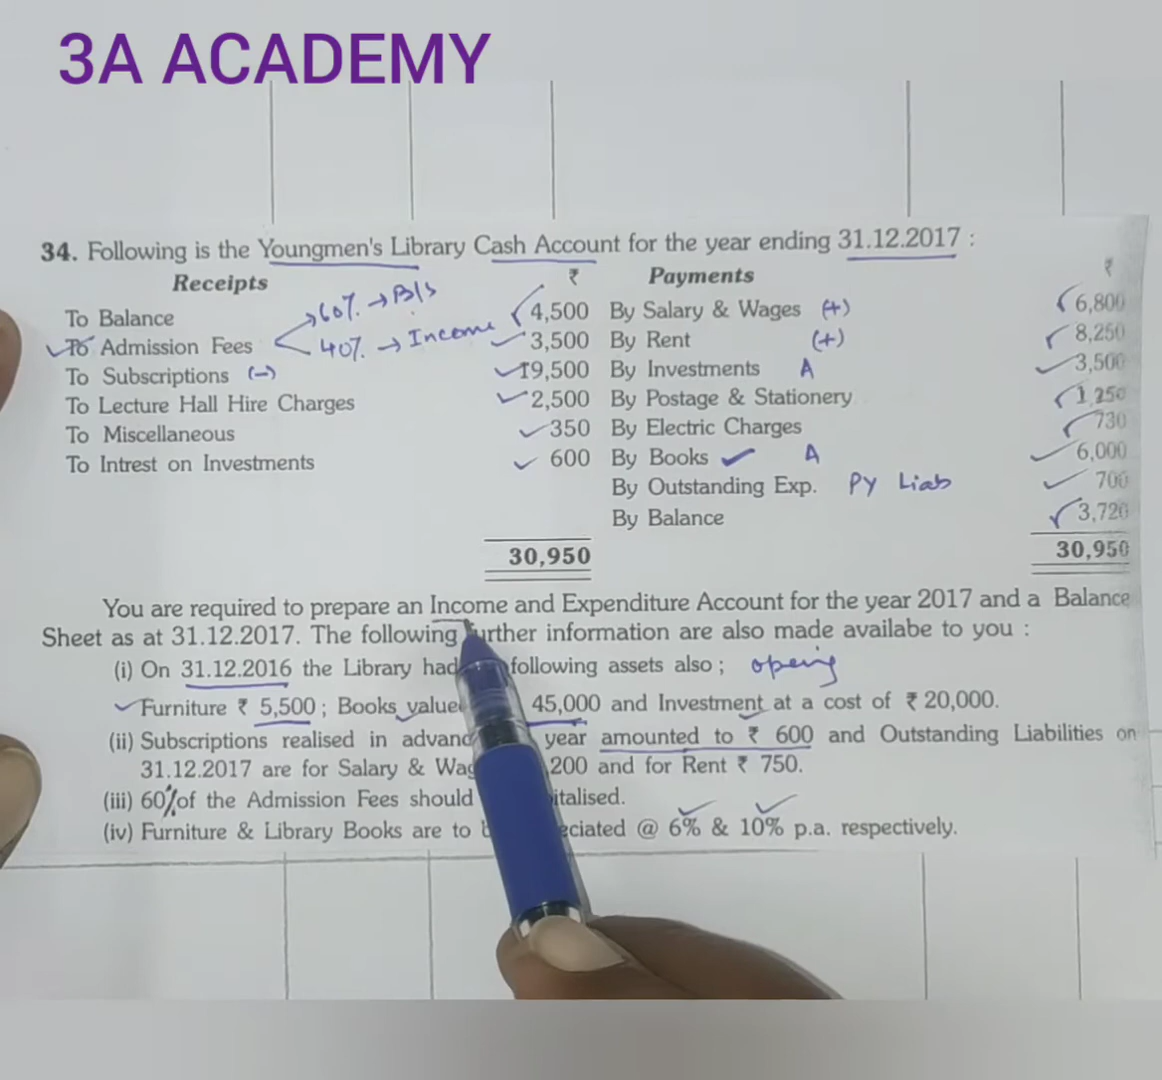 3A ACADEMY
34. Following is the Youngmen's Library Cash Account for the year ending 31.12.2017 :
Receipts ₹ Payments ₹
To Balance 4,500 By Salary & Wages (+) 6,800
→60% → B/s
To Admission Fees 3,500 By Rent (+) 8,250
40% → Income
To Subscriptions (-) 19,500 By Investments A 3,500
To Lecture Hall Hire Charges 2,500 By Postage & Stationery 1,250
To Miscellaneous 350 By Electric Charges 730
To Intrest on Investments 600 By Books A 6,000
By Outstanding Exp. PY Liab 700
By Balance 3,720
30,950 30,950
You are required to prepare an Income and Expenditure Account for the year 2017 and a Balance
Sheet as at 31.12.2017. The following further information are also made availabe to you :
(i) On 31.12.2016 the Library had following assets also ; opening
Furniture ₹ 5,500 ; Books value 45,000 and Investment at a cost of ₹ 20,000.
(ii) Subscriptions realised in advanc year amounted to ₹ 600 and Outstanding Liabilities on
31.12.2017 are for Salary & Wag 200 and for Rent ₹ 750.
(iii) 60% of the Admission Fees should italised.
(iv) Furniture & Library Books are to eciated @ 6% & 10% p.a. respectively.